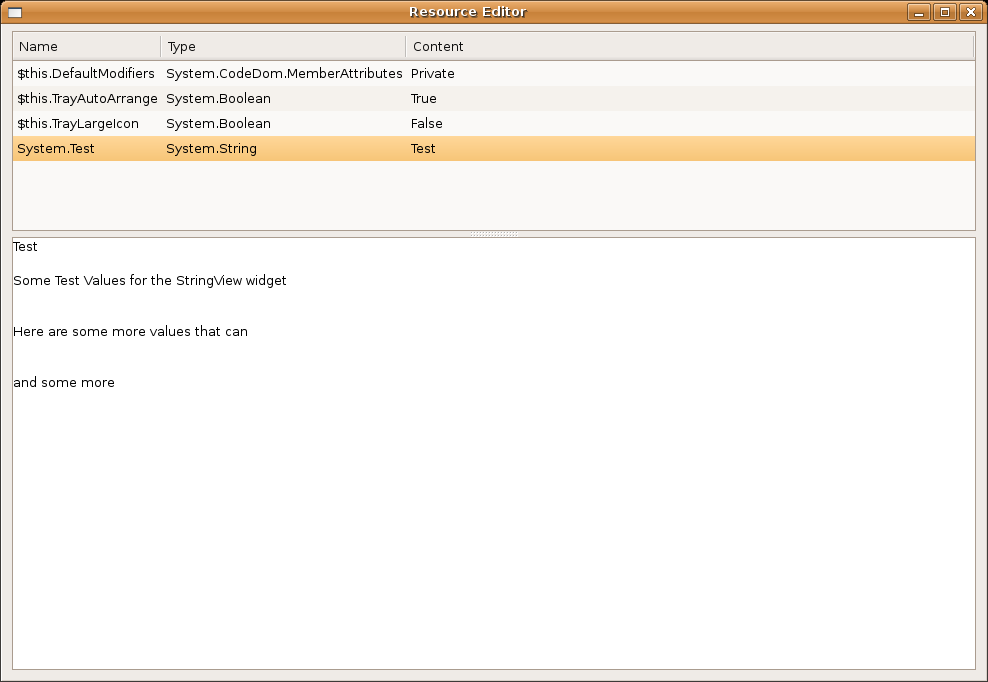 Resource Editor
Name Type Content
$this.DefaultModifiers System.CodeDom.MemberAttributes Private
$this.TrayAutoArrange System.Boolean True
$this.TrayLargeIcon System.Boolean False
System.Test System.String Test
Test
Some Test Values for the StringView widget
Here are some more values that can
and some more